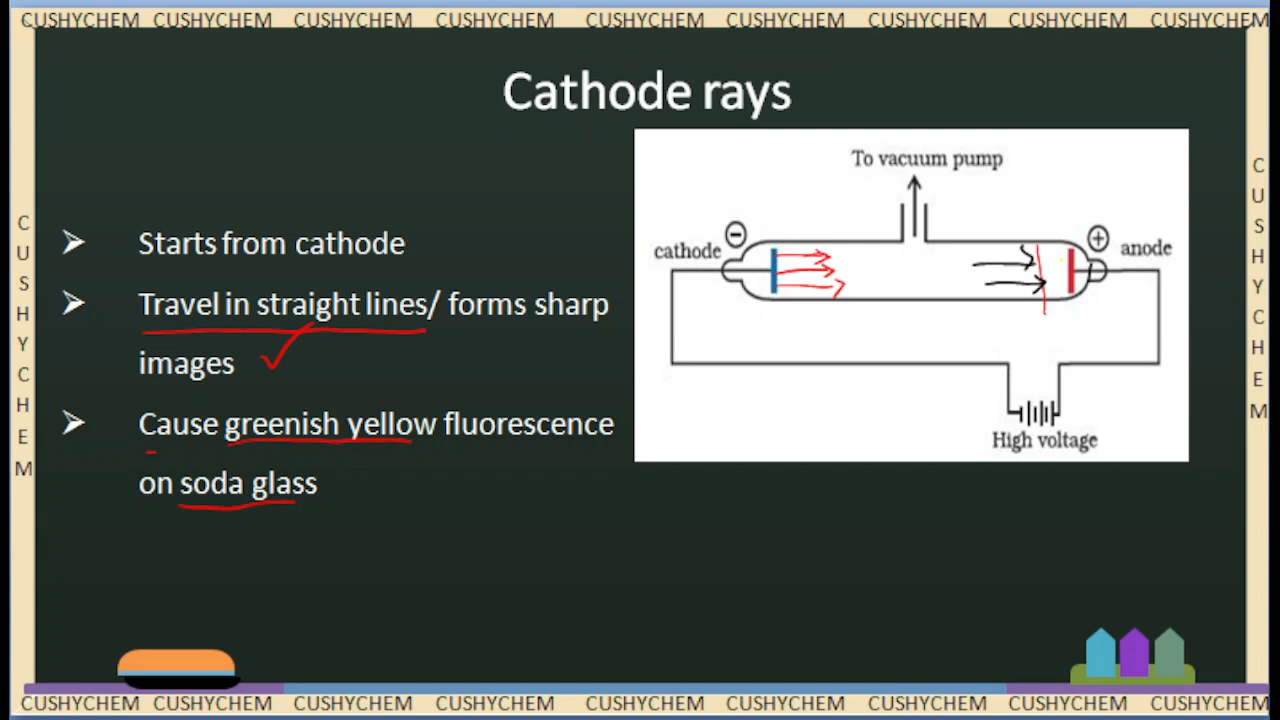 CUSHYCHEM CUSHYCHEM CUSHYCHEM CUSHYCHEM CUSHYCHEM CUSHYCHEM CUSHYCHEM CUSHYCHEM CUSHYCHEM
Cathode rays
To vacuum pump
cathode
anode
Starts from cathode
Travel in straight lines/ forms sharp
images
Cause greenish yellow fluorescence
on soda glass
High voltage
CUSHYCHEM
CUSHYCHEM
CUSHYCHEM CUSHYCHEM CUSHYCHEM CUSHYCHEM CUSHYCHEM CUSHYCHEM CUSHYCHEM CUSHYCHEM CUSHYCHEM